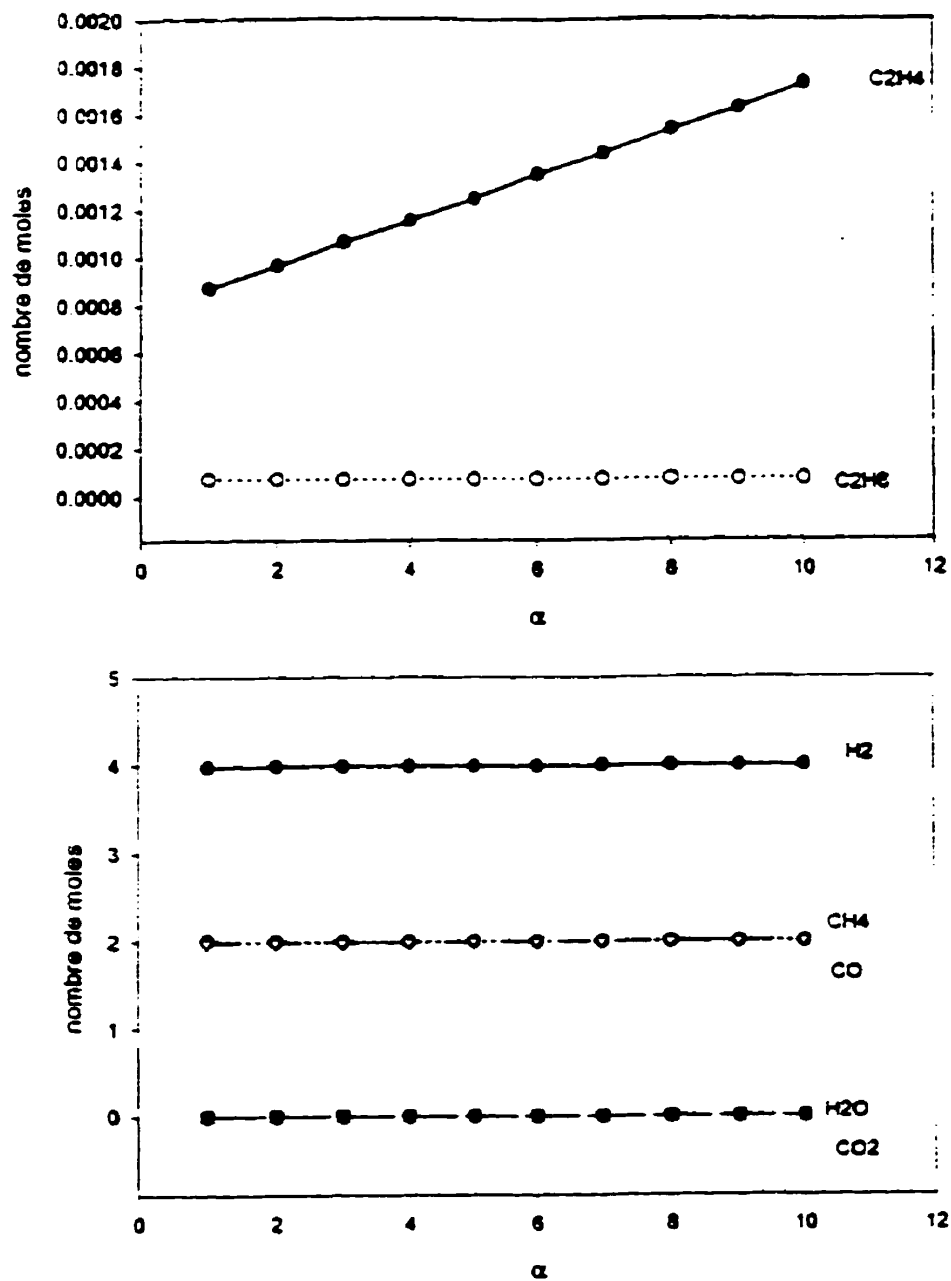 0.0020
0.0018
0.0016
0.0014
0.0012
0.0010
0.0008
0.0006
0.0004
0.0002
0.0000
nombre de moles
C2H4
C2H6
0 2 4 6 8 10 12
α
5
4
3
2
1
0
nombre de moles
H2
CH4
CO
H2O
CO2
0 2 4 6 8 10 12
α